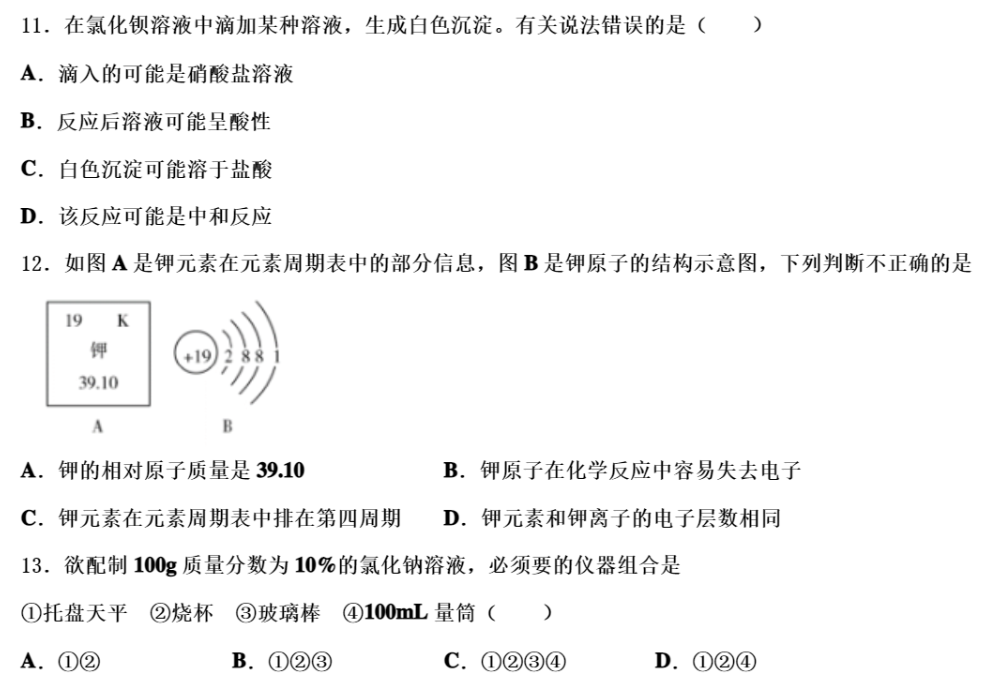 11．在氯化钡溶液中滴加某种溶液，生成白色沉淀。有关说法错误的是（　　）
A．滴入的可能是硝酸盐溶液
B．反应后溶液可能呈酸性
C．白色沉淀可能溶于盐酸
D．该反应可能是中和反应
12．如图 A 是钾元素在元素周期表中的部分信息，图 B 是钾原子的结构示意图，下列判断不正确的是
19 K
钾
39.10
A
+19 2 8 8 1
B
A．钾的相对原子质量是 39.10 B．钾原子在化学反应中容易失去电子
C．钾元素在元素周期表中排在第四周期 D．钾元素和钾离子的电子层数相同
13．欲配制 100g 质量分数为 10%的氯化钠溶液，必须要的仪器组合是
①托盘天平 ②烧杯 ③玻璃棒 ④100mL 量筒（　　）
A．①② B．①②③ C．①②③④ D．①②④